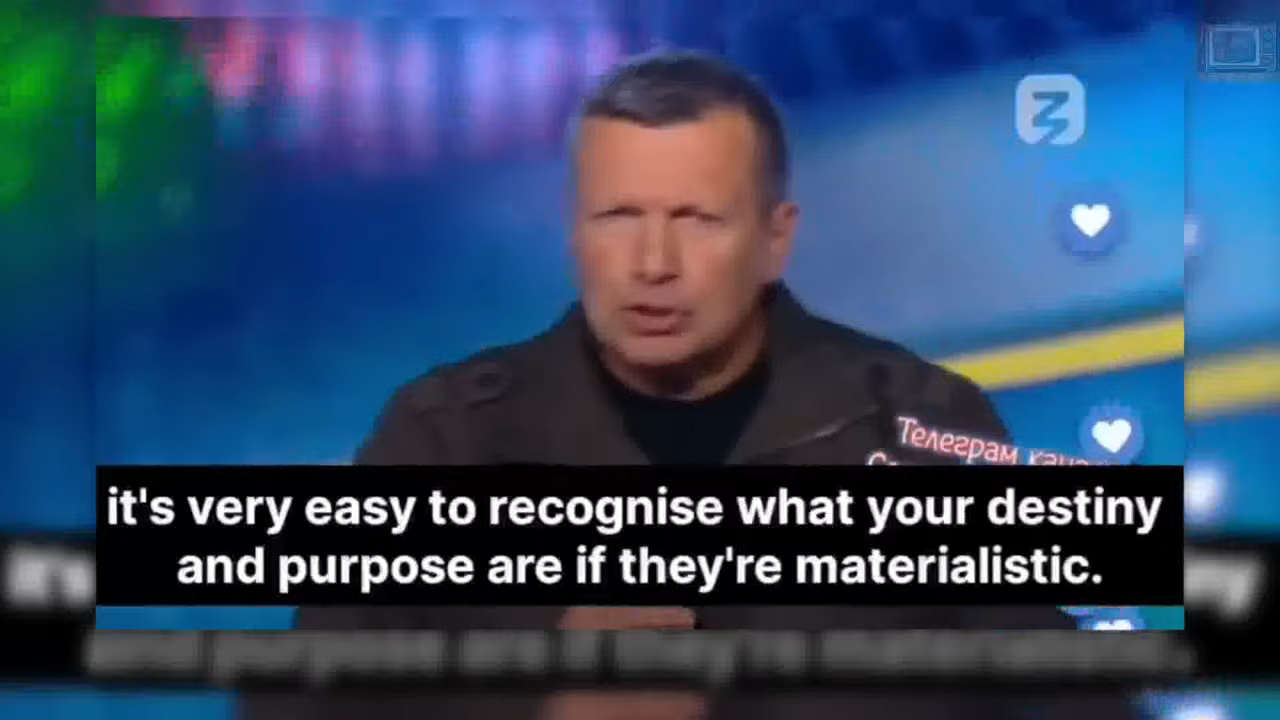 Телеграм
it's very easy to recognise what your destiny
and purpose are if they're materialistic.